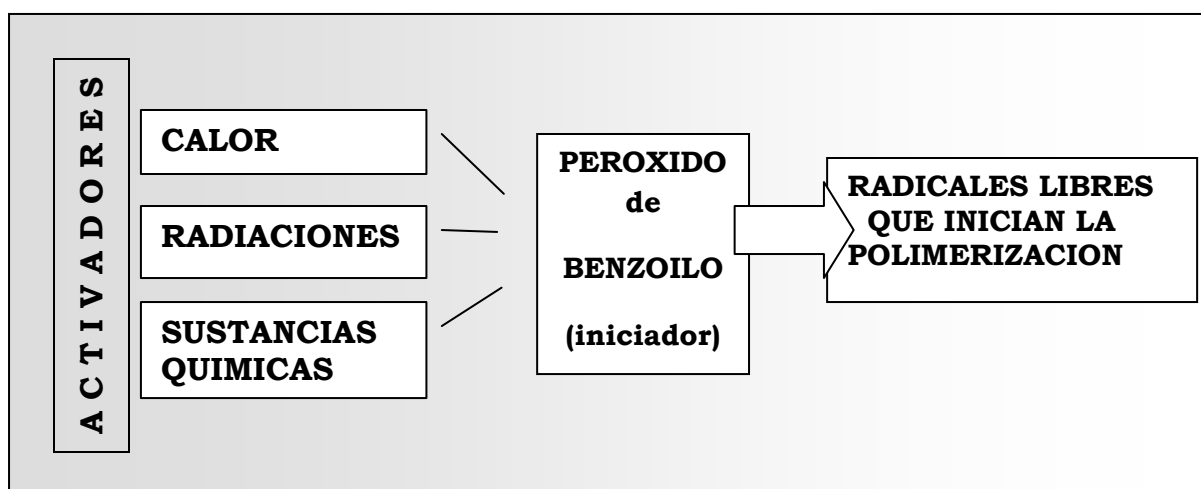 ACTIVADORES
CALOR
RADIACIONES
SUSTANCIAS
QUIMICAS
PEROXIDO
de
BENZOILO
(iniciador)
RADICALES LIBRES
QUE INICIAN LA
POLIMERIZACION